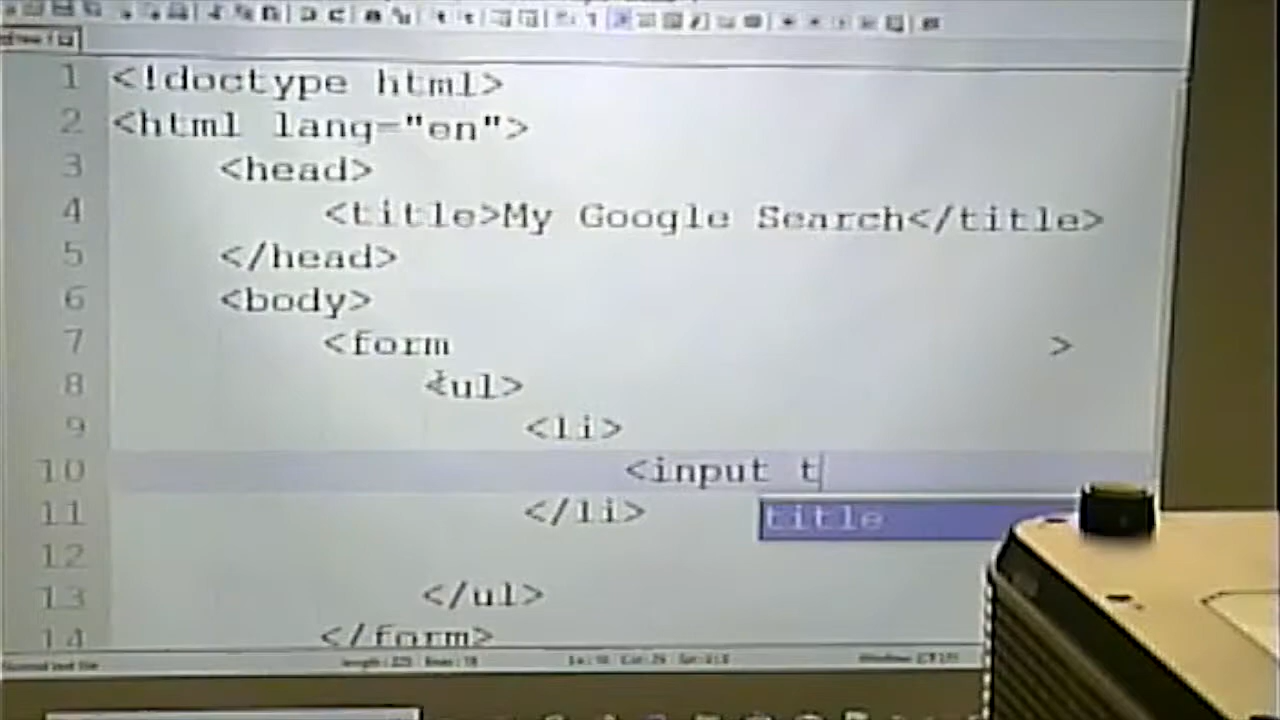 1 <!doctype html>
2 <html lang="en">
3 <head>
4 <title>My Google Search</title>
5 </head>
6 <body>
7 <form >
8 <ul>
9 <li>
10 <input t
11 </li>
title
12
13 </ul>
14 </form>